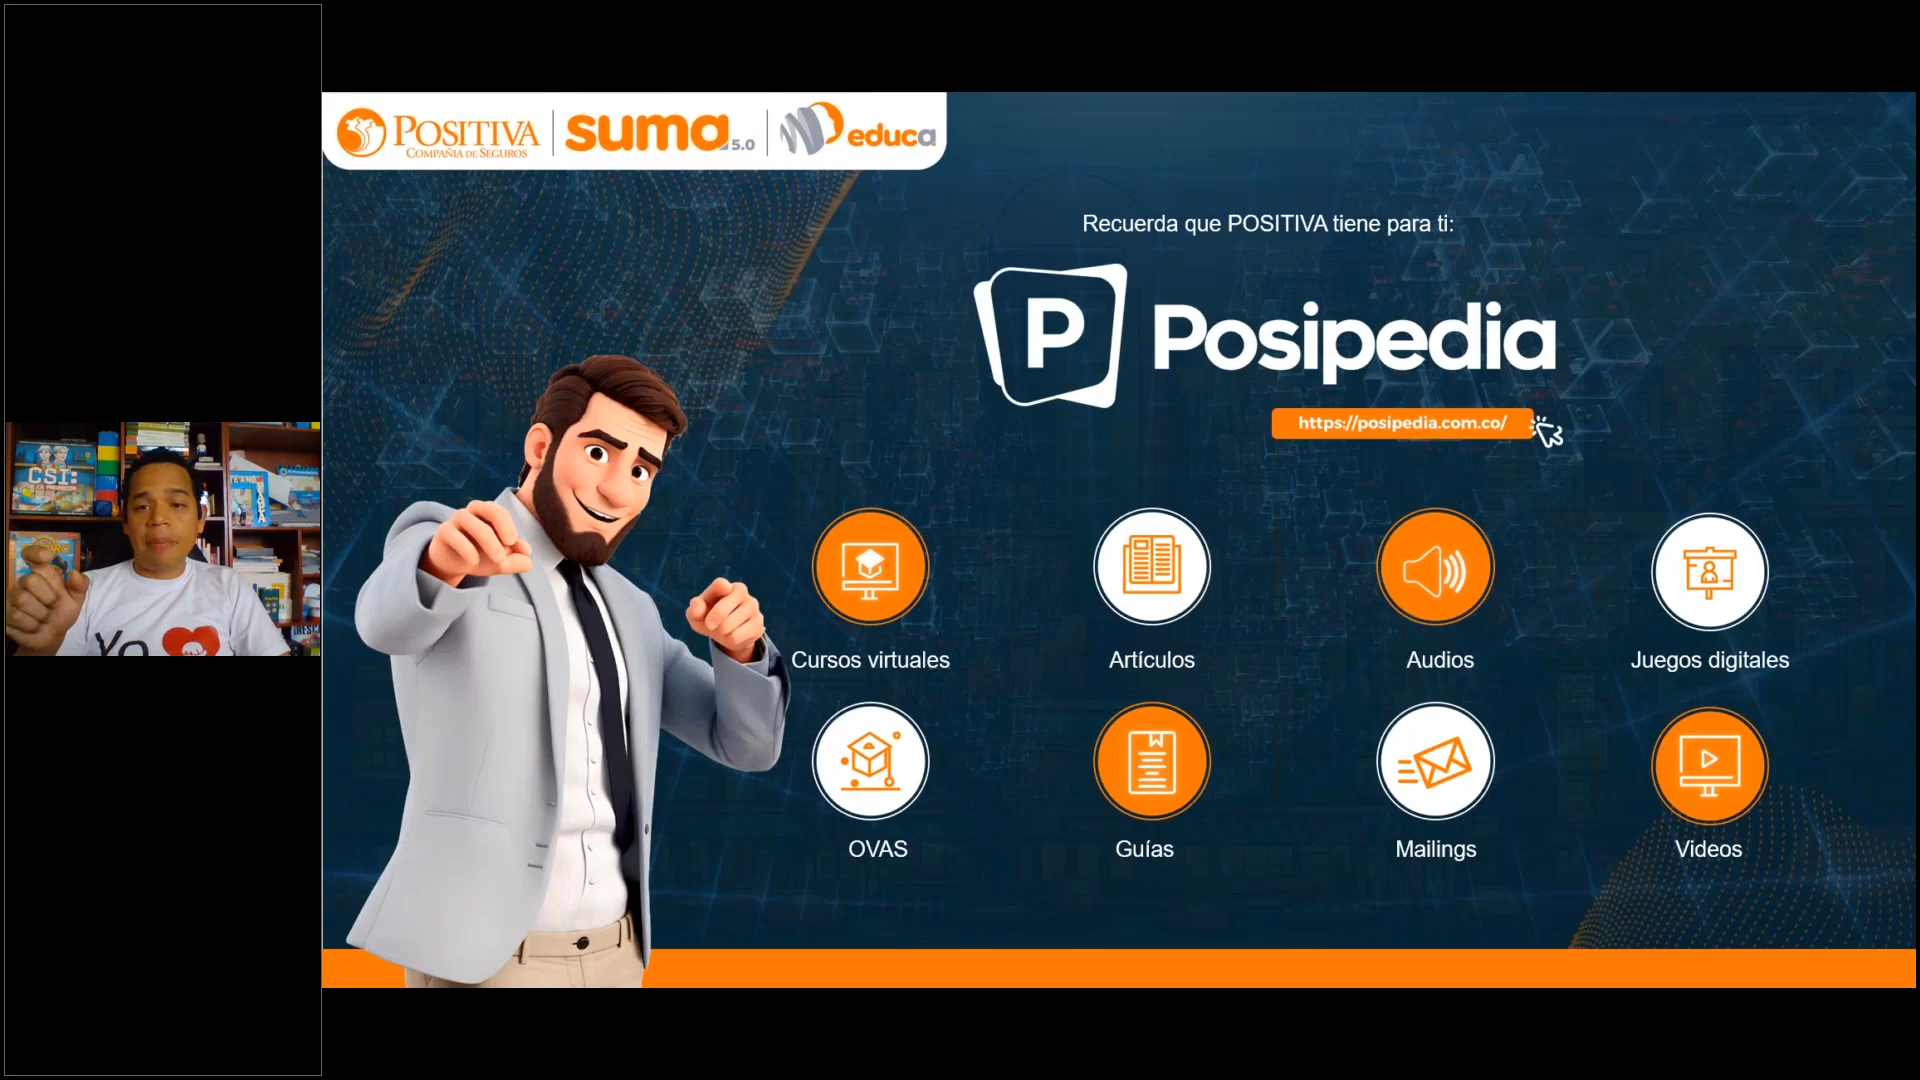 POSITIVA
COMPAÑIA DE SEGUROS
suma 5.0
educa
Recuerda que POSITIVA tiene para ti:
P
Posipedia
https://posipedia.com.co/
Cursos virtuales
Artículos
Audios
Juegos digitales
OVAS
Guías
Mailings
Videos
CSI:
Yo